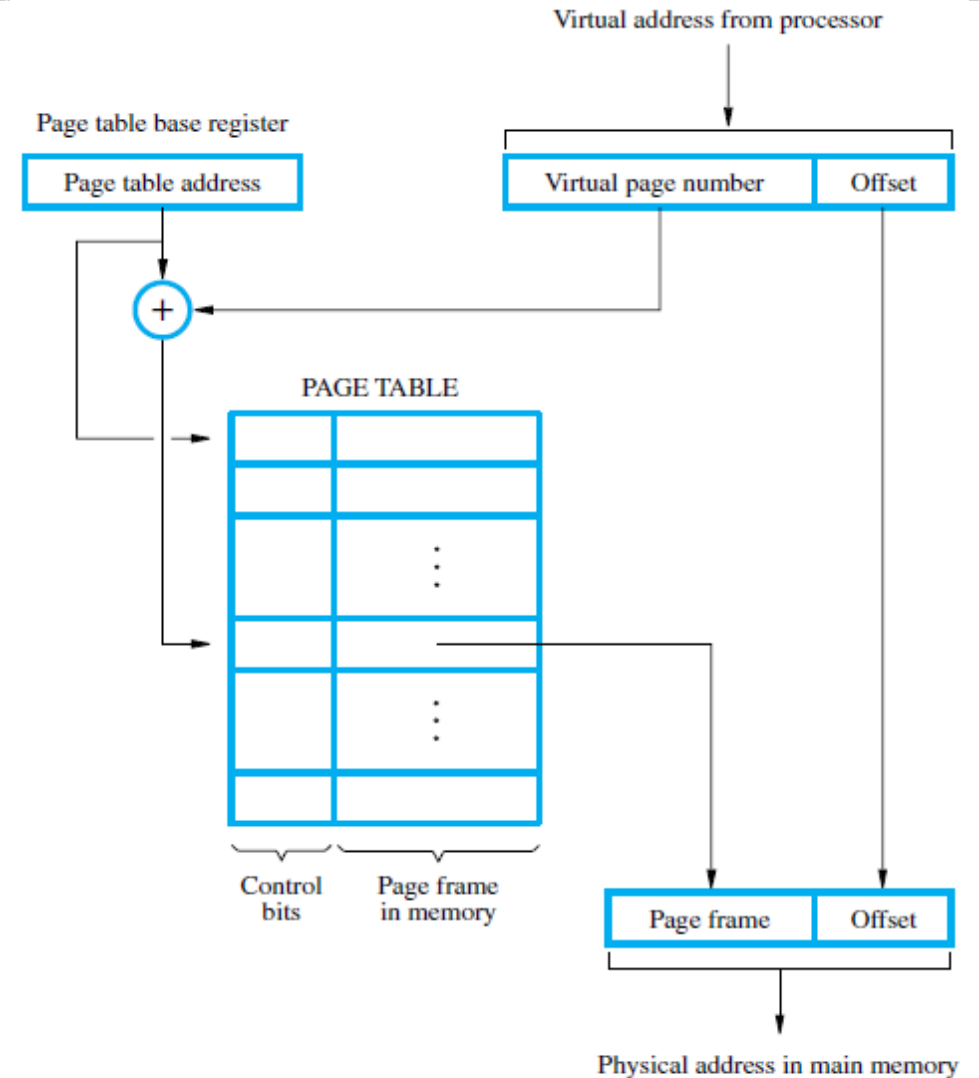 Virtual address from processor
Page table base register
Page table address
Virtual page number
Offset
+
PAGE TABLE
Control
bits
Page frame
in memory
Page frame
Offset
Physical address in main memory